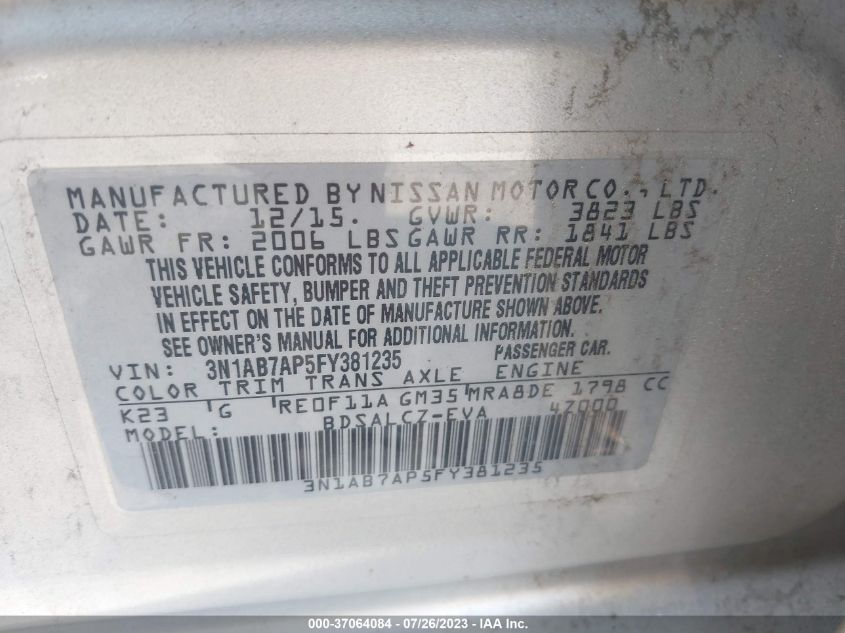 MANUFACTURED BY NISSAN MOTOR CO., LTD.
DATE: 12/15. GVWR: 3823 LBS
GAWR FR: 2006 LBS GAWR RR: 1841 LBS
THIS VEHICLE CONFORMS TO ALL APPLICABLE FEDERAL MOTOR
VEHICLE SAFETY, BUMPER AND THEFT PREVENTION STANDARDS
IN EFFECT ON THE DATE OF MANUFACTURE SHOWN ABOVE.
SEE OWNER'S MANUAL FOR ADDITIONAL INFORMATION.
VIN: 3N1AB7AP5FY381235 PASSENGER CAR.
COLOR TRIM TRANS AXLE ENGINE
K23 G RE0F11A GM35 MRA8DE 1798 CC
MODEL: BDSALCZ-EVA 47000
3N1AB7AP5FY381235
000-37064084 - 07/26/2023 - IAA Inc.